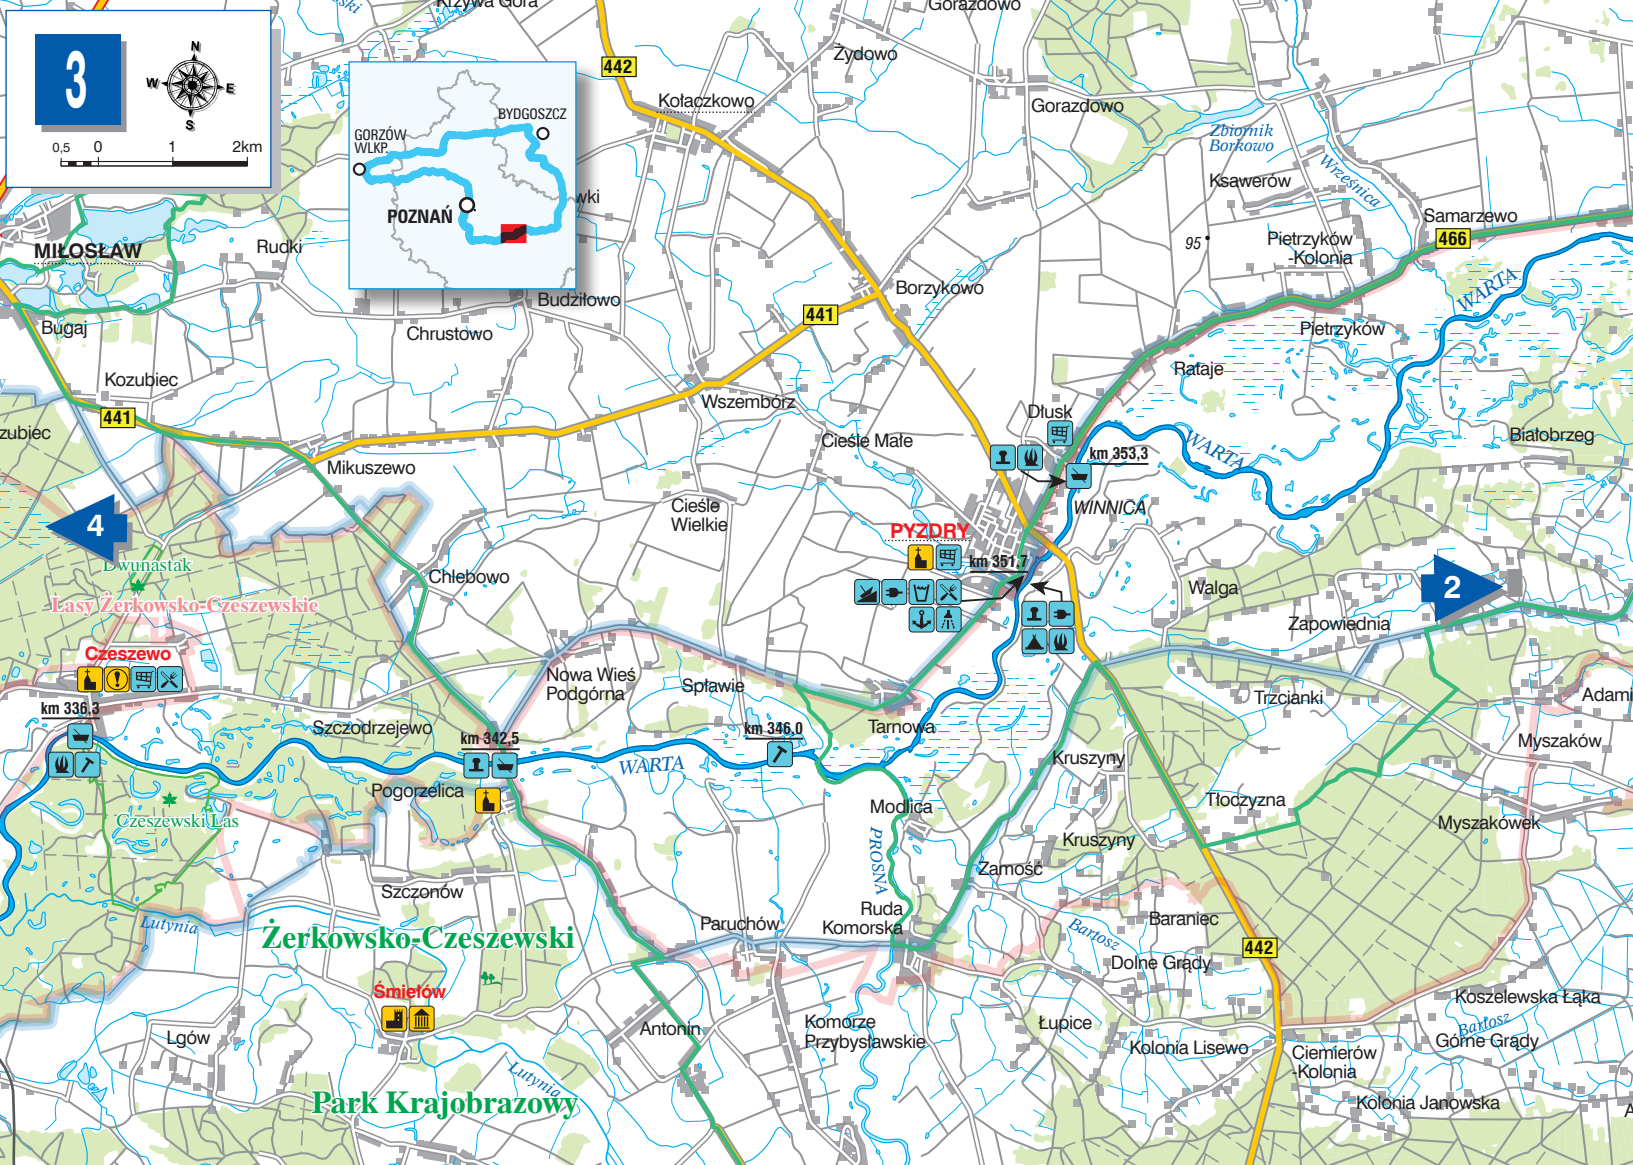 3
N
W
E
S
0,5 0 1 2km
BYDGOSZCZ
GORZÓW
WLKP.
POZNAŃ
Krzywa Góra
442
Kołaczkowo
Żydowo
Gorazdowo
Gorazdowo
Zbiornik
Borkowo
Ksawerów
Wrześnica
Samarzewo
466
95
Pietrzyków
-Kolonia
WARTA
MIŁOSŁAW
Rudki
wki
Budziłowo
Borzykowo
441
Bugaj
Chrustowo
Pietrzyków
Rataje
Kozubiec
Wszembórz
441
zubiec
Dłusk
Cieśle Małe
WARTA
Białobrzeg
km 353,3
Mikuszewo
Cieśle
Wielkie
WINNICA
4
PYZDRY
km 351,7
Dwunastak
Chlebowo
Walga
2
Lasy Żerkowsko-Czeszewskie
Zapowiednia
Czeszewo
Nowa Wieś
Podgórna
Spławie
Trzcianki
Adami
km 336,3
Szczodrzejewo
km 342,5
km 346,0
Tarnowa
Myszaków
WARTA
Kruszyny
Pogorzelica
Modlica
Tłoczyzna
Czeszewski Las
Myszakówek
Kruszyny
PROSNA
Zamość
Szczonów
Ruda
Komorska
Paruchów
Baraniec
Lutynia
Bartosz
Żerkowsko-Czeszewski
442
Dolne Grądy
Śmiełów
Koszelewska Łąka
Lgów
Antonin
Komorze
Przybysławskie
Łupice
Bartosz
Górne Grądy
Kolonia Lisewo
Ciemierów
-Kolonia
Lutynia
Park Krajobrazowy
Kolonia Janowska